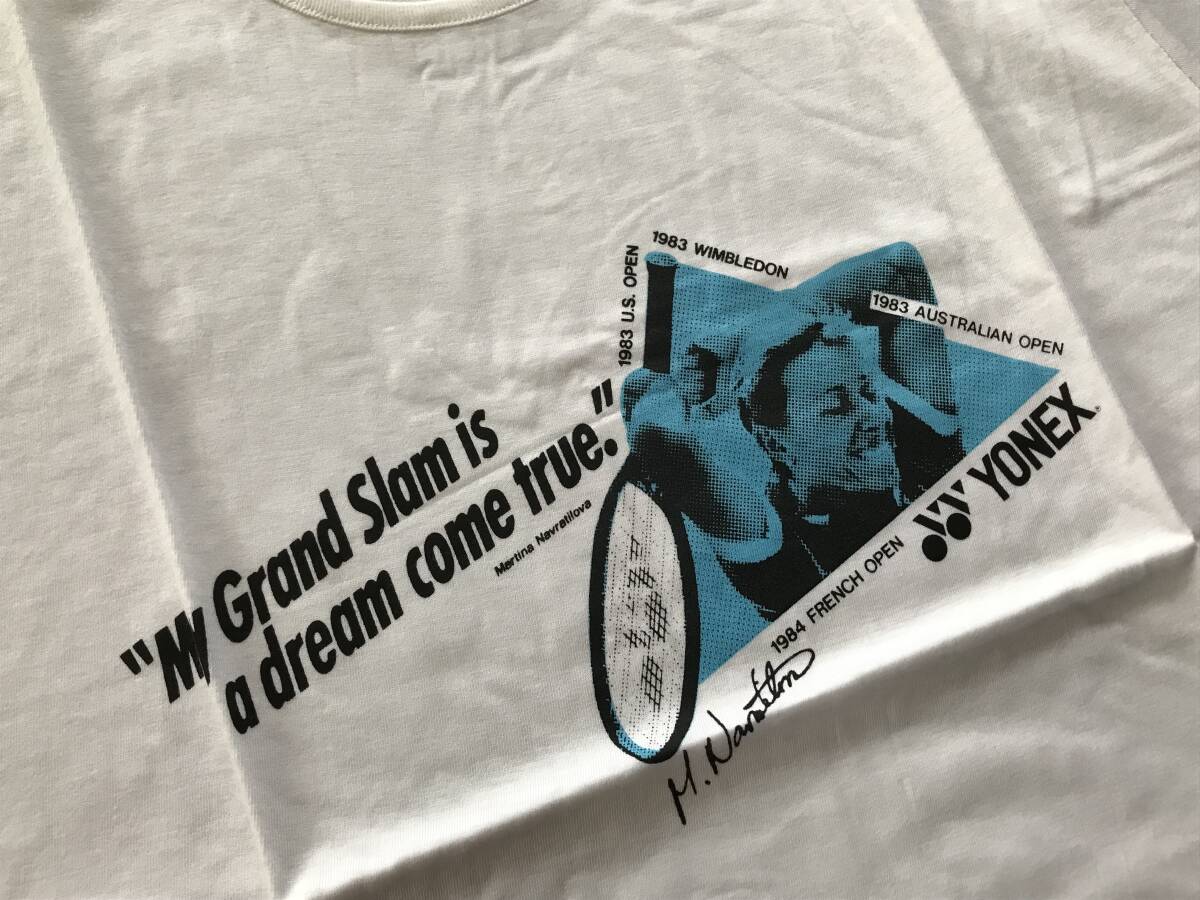 "My Grand Slam is
a dream come true."
Martina Navratilova
1983 U.S. OPEN
1983 WIMBLEDON
1983 AUSTRALIAN OPEN
YONEX
1984 FRENCH OPEN
M. Navratilova